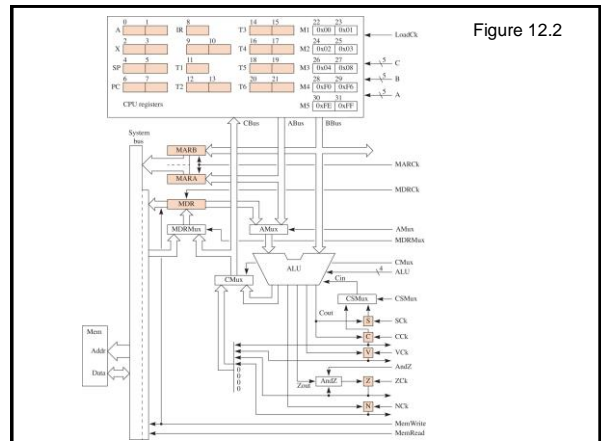 Figure 12.2
0 1 8 14 15 22 23
A IR T3 M1 0x00 0x01 LoadCk
2 3 9 10 16 17 24 25
X T4 M2 0x02 0x03
4 5 11 18 19 26 27
SP T1 T5 M3 0x04 0x08 5 C
6 7 12 13 20 21 28 29
PC T2 T6 M4 0xF0 0xF6 5 B
30 31
M5 0xFE 0xFF 5 A
CPU registers
CBus ABus BBus
System
bus
MARB
MARCk
MARA
MDRCk
MDR
AMux AMux
MDRMux MDRMux
ALU CMux
4 ALU
CMux Cin
CSMux CSMux
Cout
S SCk
Mem C CCk
Addr V VCk
AndZ
Data 0 Zout AndZ Z ZCk
0
0
0
N NCk
MemWrite
MemRead